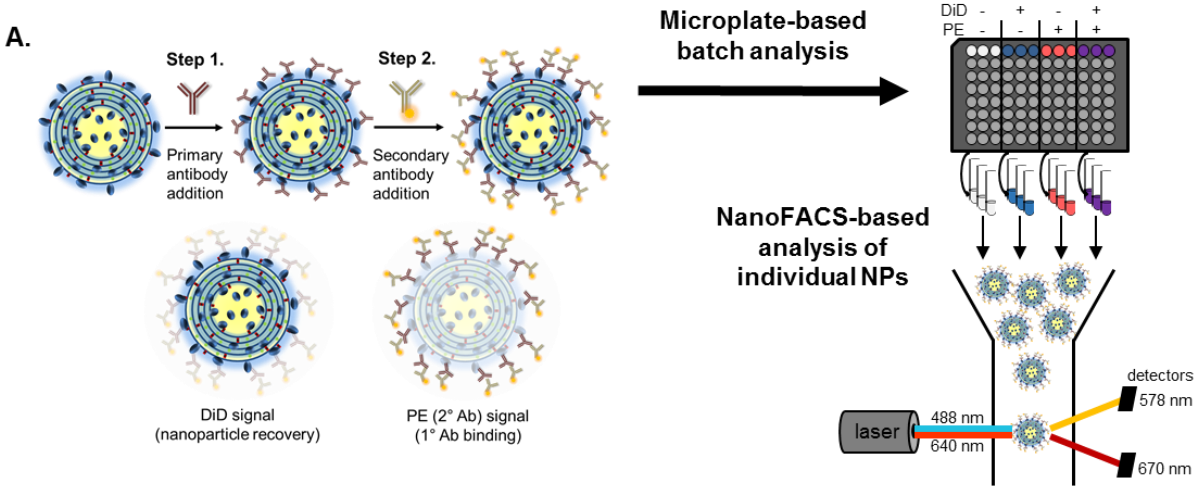 A.
Step 1.
Primary
antibody
addition
Step 2.
Secondary
antibody
addition
DiD signal
(nanoparticle recovery)
PE (2° Ab) signal
(1° Ab binding)
Microplate-based
batch analysis
DiD - + - +
PE - - + +
NanoFACS-based
analysis of
individual NPs
laser
488 nm
640 nm
detectors
578 nm
670 nm